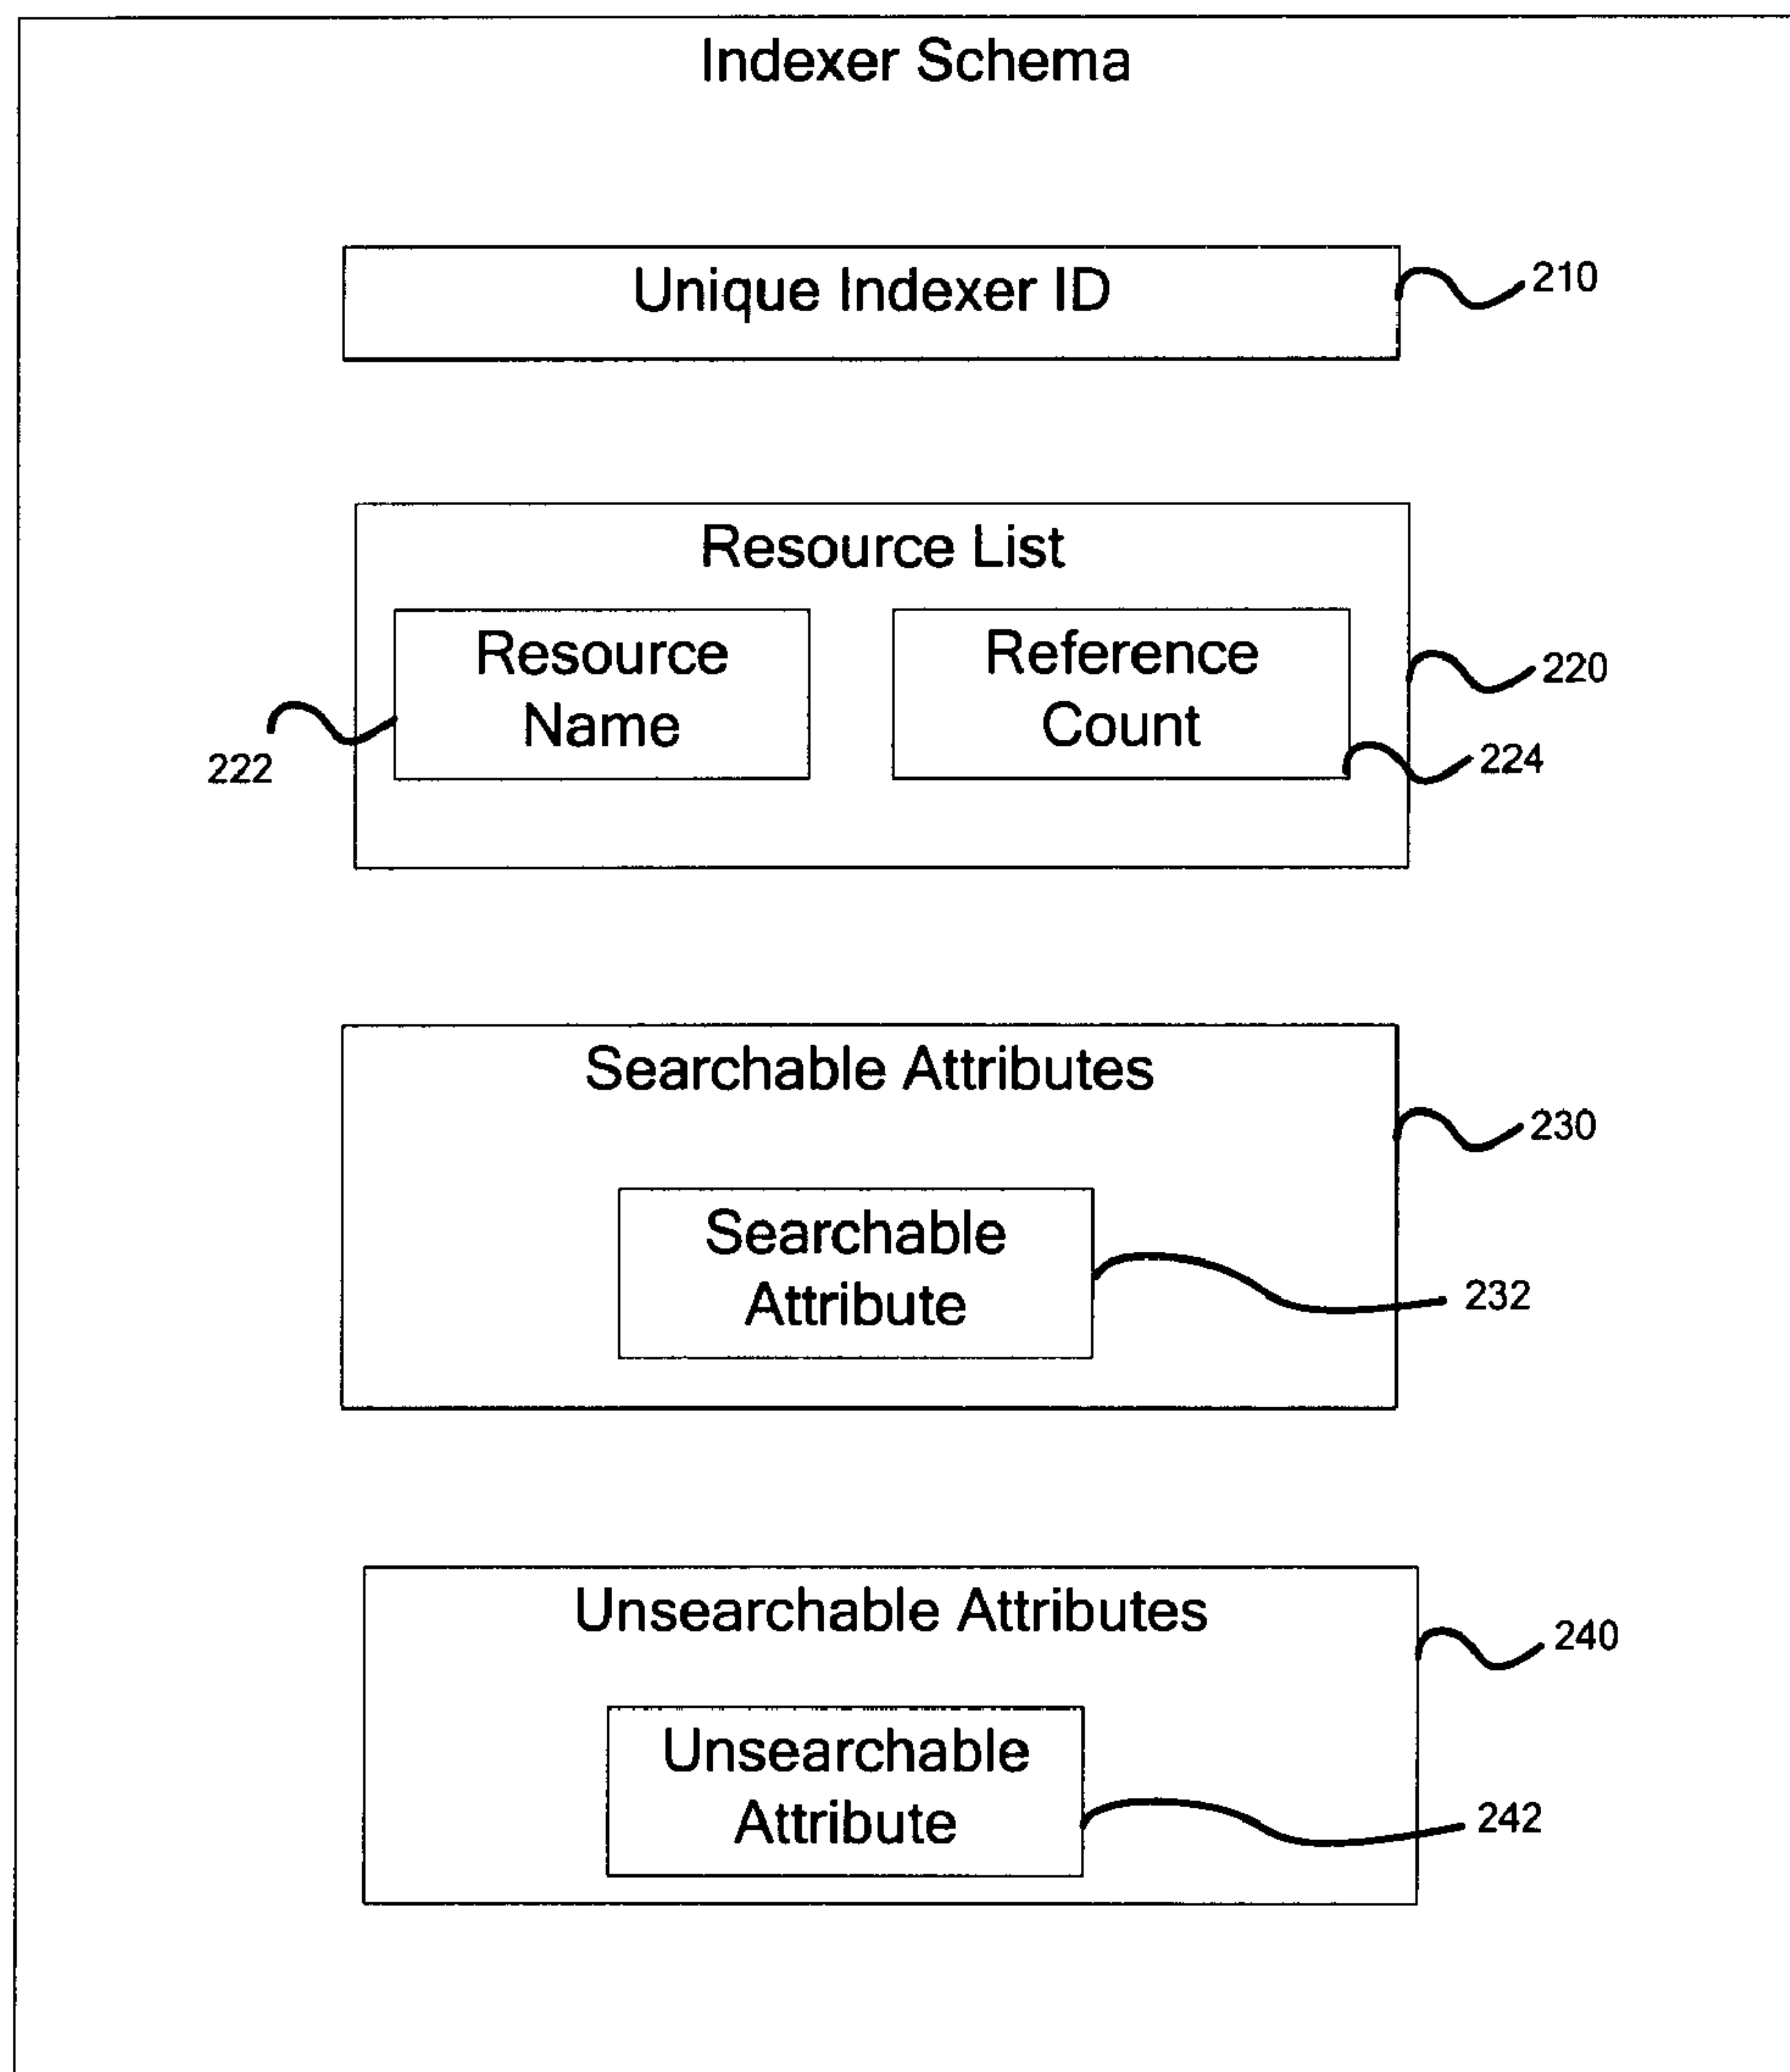 Indexer Schema
Unique Indexer ID
210
Resource List
Resource
Name
Reference
Count
220
222
224
Searchable Attributes
230
Searchable
Attribute
232
Unsearchable Attributes
240
Unsearchable
Attribute
242